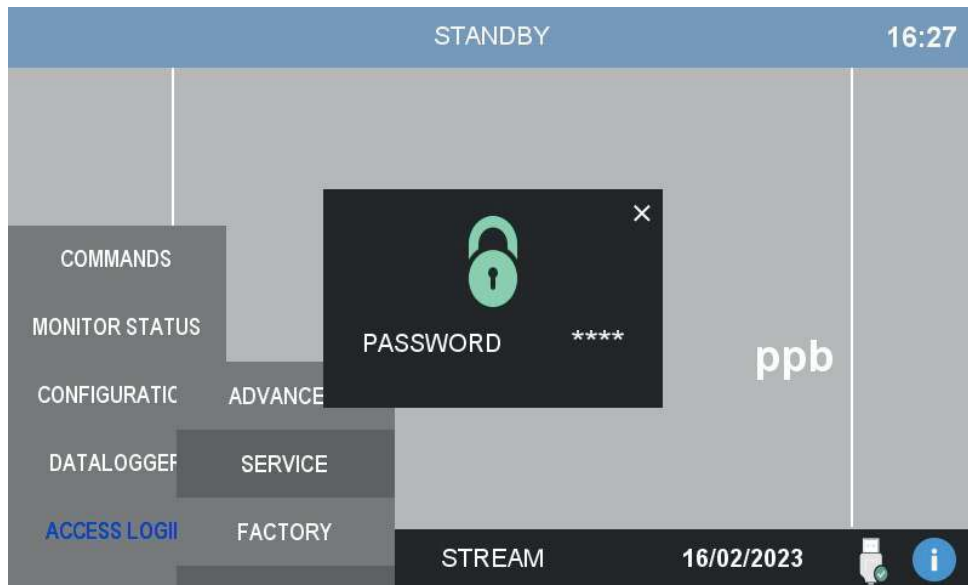 STANDBY
16:27
COMMANDS
MONITOR STATUS
CONFIGURATIC
DATALOGGEF
ACCESS LOGII
ADVANCE
SERVICE
FACTORY
PASSWORD ****
ppb
STREAM
16/02/2023
i